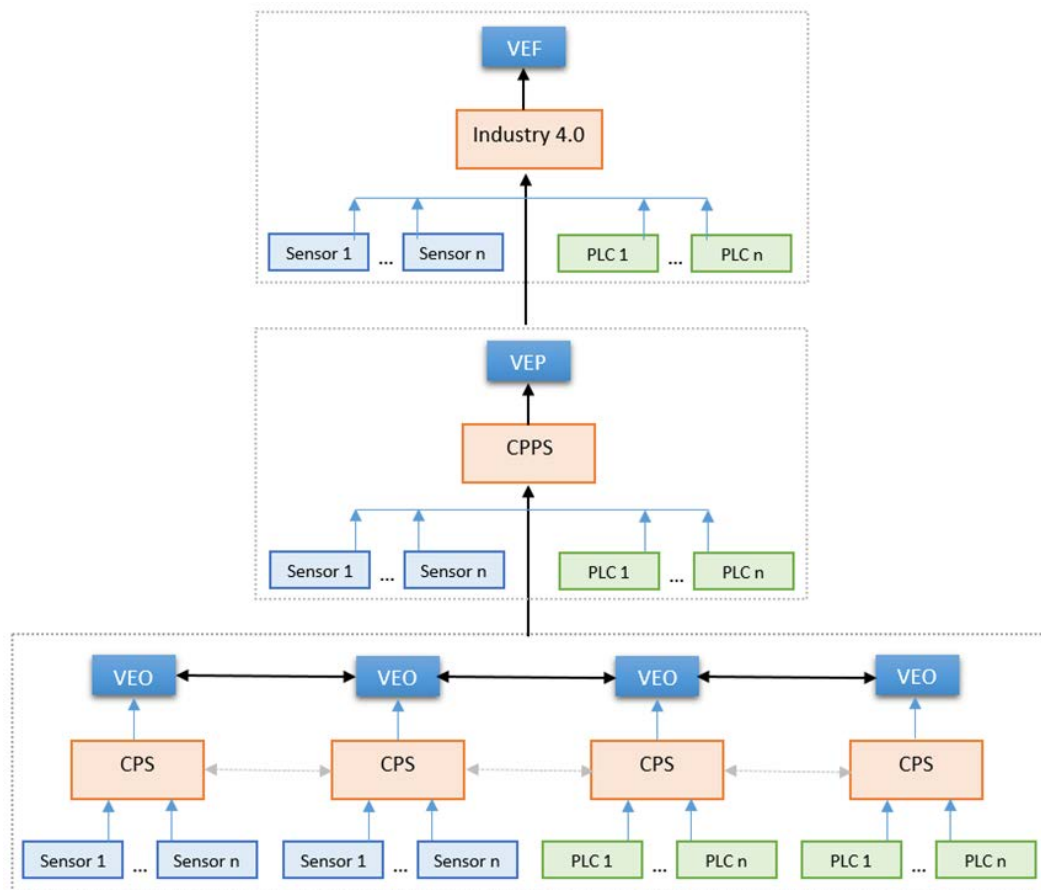 VEF
Industry 4.0
Sensor 1 ... Sensor n PLC 1 ... PLC n
VEP
CPPS
Sensor 1 ... Sensor n PLC 1 ... PLC n
VEO VEO VEO VEO
CPS CPS CPS CPS
Sensor 1 ... Sensor n Sensor 1 ... Sensor n PLC 1 ... PLC n PLC 1 ... PLC n